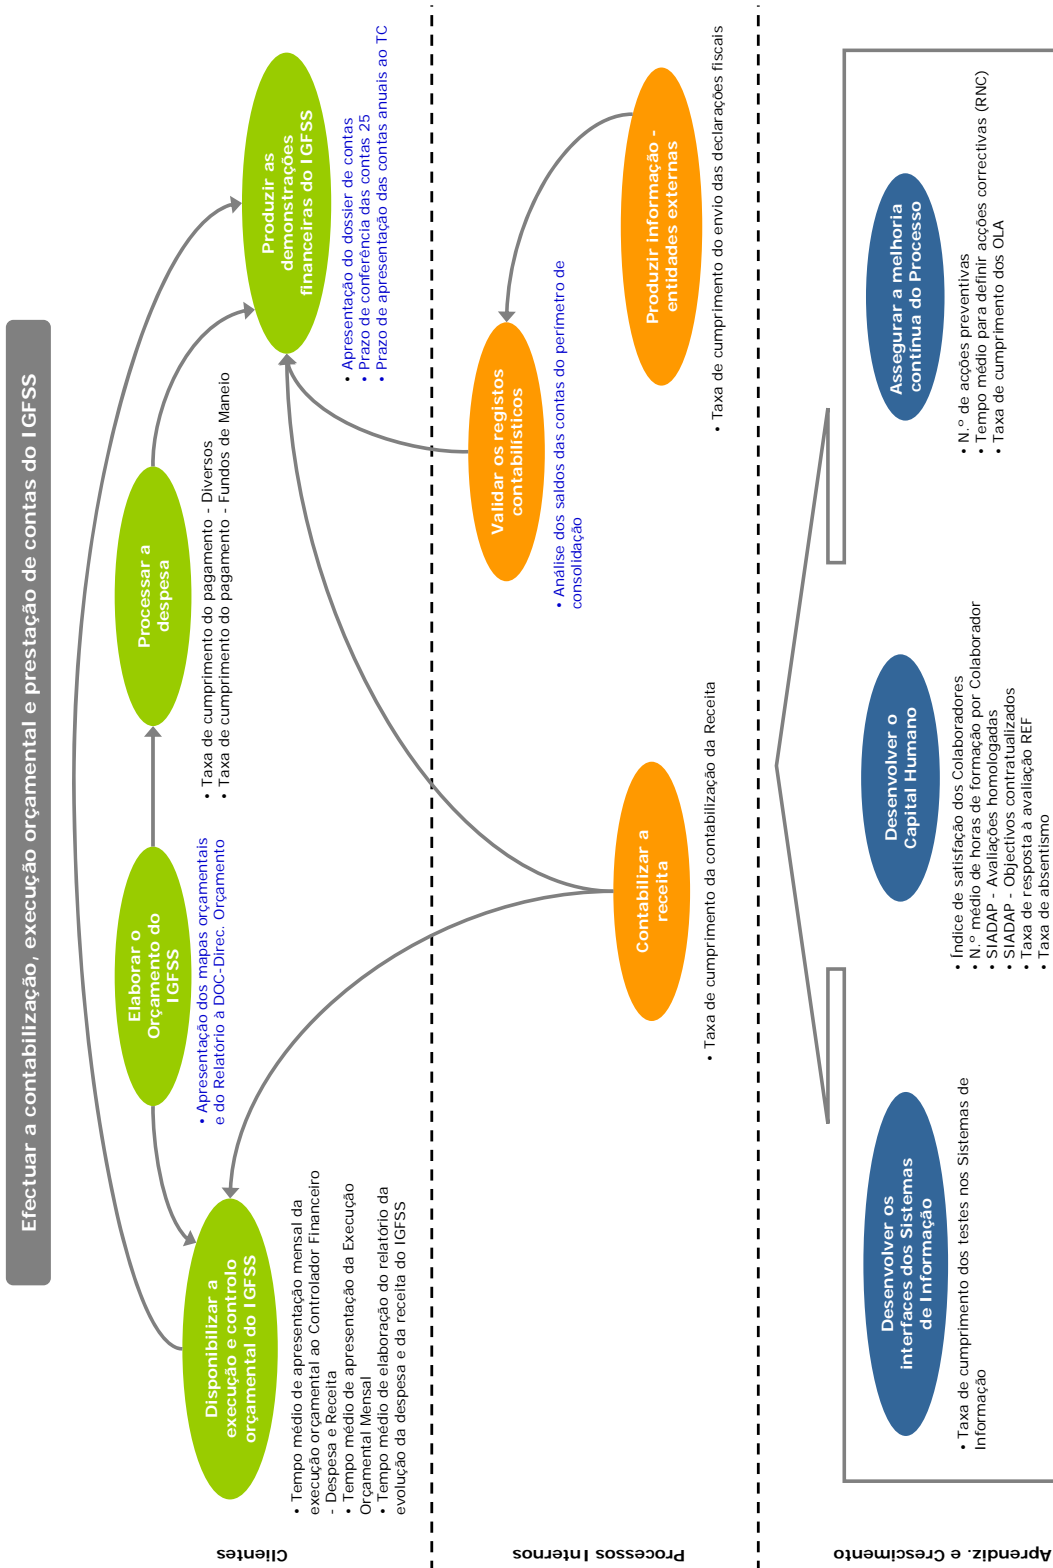 Efectuar a contabilização, execução orçamental e prestação de contas do IGFSS
Clientes
Disponibilizar a
execução e controlo
orçamental do IGFSS
• Tempo médio de apresentação mensal da
execução orçamental ao Controlador Financeiro
- Despesa e Receita
• Tempo médio de apresentação da Execução
Orçamental Mensal
• Tempo médio de elaboração do relatório da
evolução da despesa e da receita do IGFSS
Elaborar o
Orçamento do
IGFSS
• Apresentação dos mapas orçamentais
e do Relatório à DOC-Direc. Orçamento
Processar a
despesa
• Taxa de cumprimento do pagamento - Diversos
• Taxa de cumprimento do pagamento - Fundos de Maneio
Produzir as
demonstrações
financeiras do IGFSS
• Apresentação do dossier de contas
• Prazo de conferência das contas 25
• Prazo de apresentação das contas anuais ao TC
Processos Internos
Contabilizar a
receita
• Taxa de cumprimento da contabilização da Receita
Validar os registos
contabilísticos
• Análise dos saldos das contas do perímetro de
consolidação
Produzir informação -
entidades externas
• Taxa de cumprimento do envio das declarações fiscais
Aprendiz. e Crescimento
Desenvolver os
interfaces dos Sistemas
de Informação
• Taxa de cumprimento dos testes nos Sistemas de
Informação
Desenvolver o
Capital Humano
• Índice de satisfação dos Colaboradores
• N.º médio de horas de formação por Colaborador
• SIADAP - Avaliações homologadas
• SIADAP - Objectivos contratualizados
• Taxa de resposta à avaliação REF
• Taxa de absentismo
Assegurar a melhoria
contínua do Processo
• N.º de acções preventivas
• Tempo médio para definir acções correctivas (RNC)
• Taxa de cumprimento dos OLA